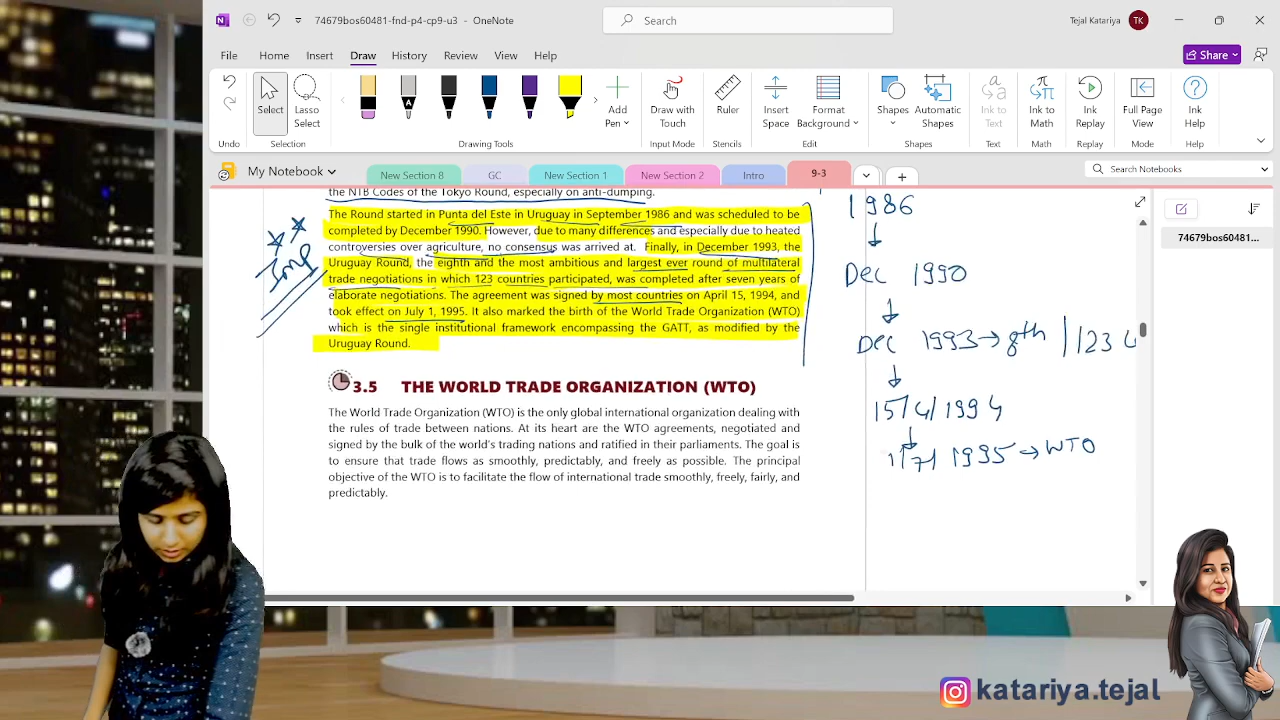 74679bos60481-fnd-p4-cp9-u3 - OneNote
Search
Tejal Katariya
TK
File Home Insert Draw History Review View Help
Share
Select
Lasso Select
Add Pen
Draw with Touch
Ruler
Insert Space
Format Background
Shapes
Automatic Shapes
Ink to Text
Ink to Math
Ink Replay
Full Page View
Ink Help
Undo Selection Drawing Tools Input Mode Stencils Edit Convert Replay View Help
My Notebook
New Section 8 GC New Section 1 New Section 2 Intro 9-3
Search Notebooks
74679bos60481...
the NTB Codes of the Tokyo Round, especially on anti-dumping.
The Round started in Punta del Este in Uruguay in September 1986 and was scheduled to be
completed by December 1990. However, due to many differences and especially due to heated
controversies over agriculture, no consensus was arrived at. Finally, in December 1993, the
Uruguay Round, the eighth and the most ambitious and largest ever round of multilateral
trade negotiations in which 123 countries participated, was completed after seven years of
elaborate negotiations. The agreement was signed by most countries on April 15, 1994, and
took effect on July 1, 1995. It also marked the birth of the World Trade Organization (WTO)
which is the single institutional framework encompassing the GATT, as modified by the
Uruguay Round.
Imp
3.5 THE WORLD TRADE ORGANIZATION (WTO)
The World Trade Organization (WTO) is the only global international organization dealing with
the rules of trade between nations. At its heart are the WTO agreements, negotiated and
signed by the bulk of the world's trading nations and ratified in their parliaments. The goal is
to ensure that trade flows as smoothly, predictably, and freely as possible. The principal
objective of the WTO is to facilitate the flow of international trade smoothly, freely, fairly, and
predictably.
1986
Dec 1990
Dec 1993 → 8th | 123 C
15/4/1994
1/7/1995 → WTO
katariya.tejal